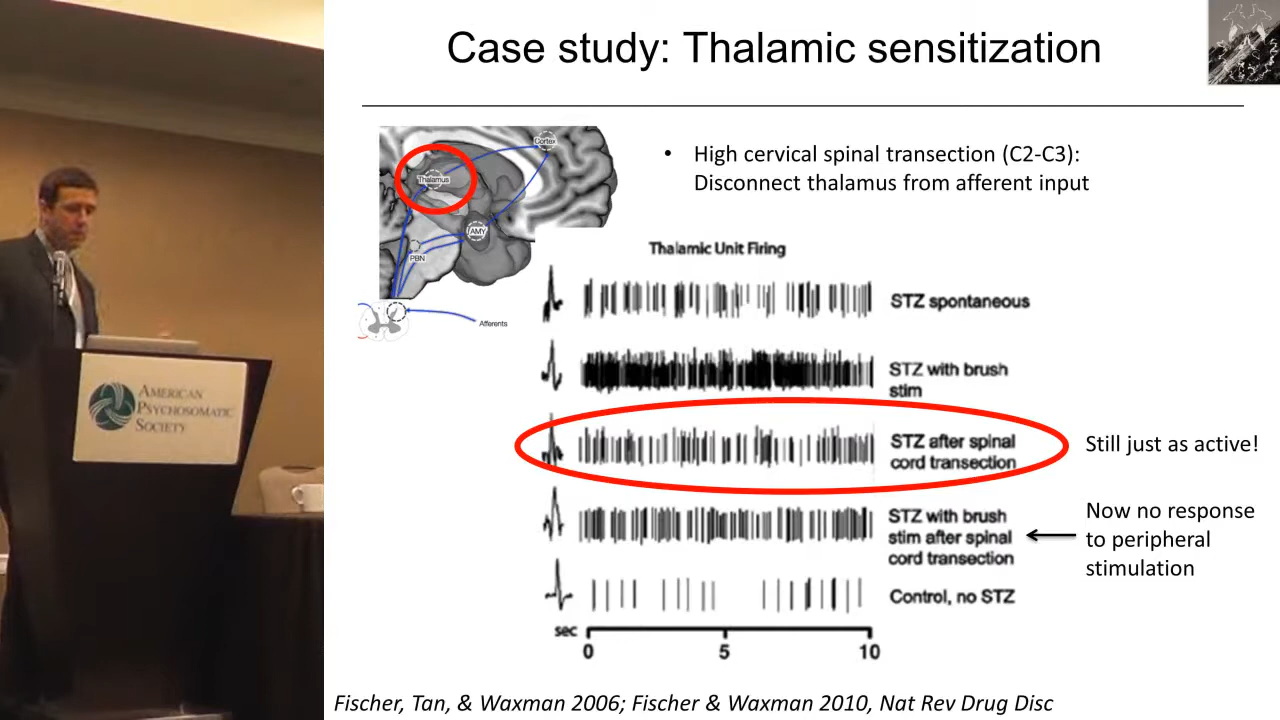 Case study: Thalamic sensitization
Cortex
Thalamus
AMY
PBN
Afferents
• High cervical spinal transection (C2-C3):
Disconnect thalamus from afferent input
Thalamic Unit Firing
STZ spontaneous
STZ with brush
stim
STZ after spinal
cord transection
Still just as active!
STZ with brush
stim after spinal
cord transection
Now no response
to peripheral
stimulation
Control, no STZ
sec
0 5 10
Fischer, Tan, & Waxman 2006; Fischer & Waxman 2010, Nat Rev Drug Disc
AMERICAN
PSYCHOSOMATIC
SOCIETY